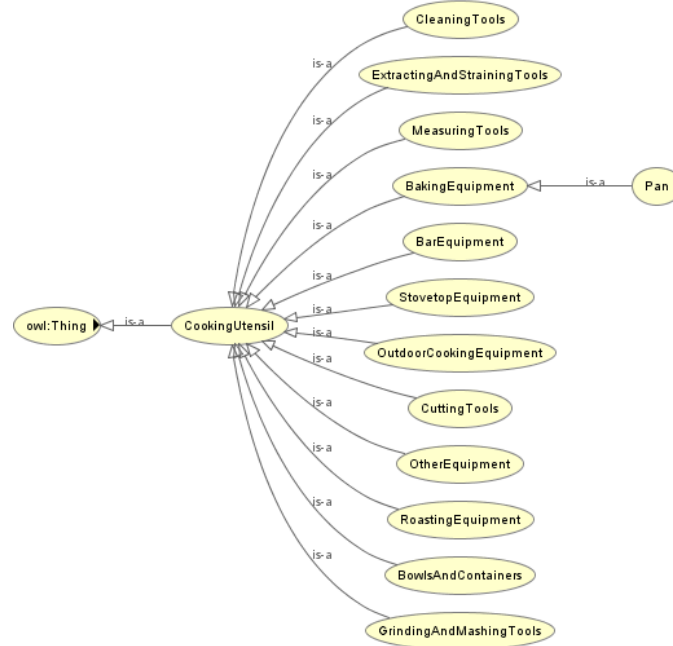 CleaningTools
is-a
ExtractingAndStrainingTools
is-a
MeasuringTools
is-a
BakingEquipment
is-a
Pan
is-a
BarEquipment
is-a
StovetopEquipment
is-a
owl:Thing
is-a
CookingUtensil
is-a
OutdoorCookingEquipment
is-a
CuttingTools
is-a
OtherEquipment
is-a
RoastingEquipment
is-a
BowlsAndContainers
is-a
GrindingAndMashingTools
is-a